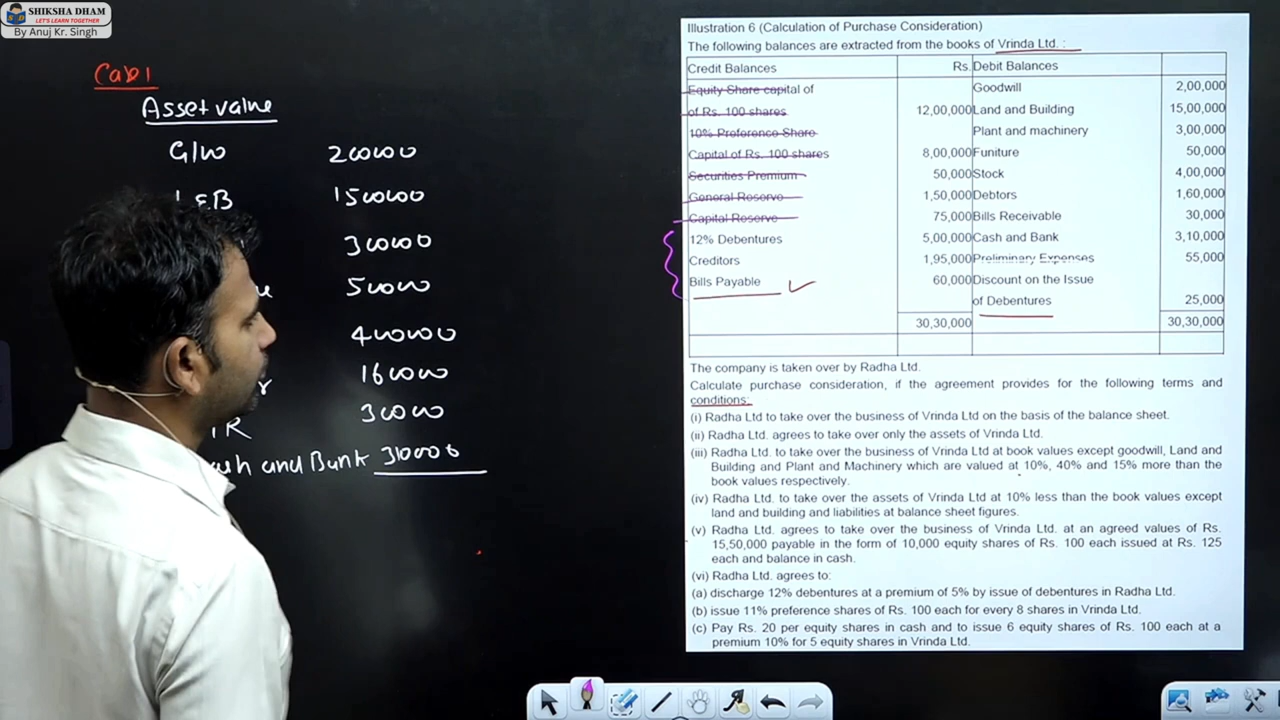 SHIKSHA DHAM
LET'S LEARN TOGETHER
By Anuj Kr. Singh
Asset value
G/W 200000
1500000
300000
50000
400000
160000
30000
and Bank 310000
Illustration 6 (Calculation of Purchase Consideration)
The following balances are extracted from the books of Vrinda Ltd. :
Credit Balances Rs. Debit Balances
Equity Share capital of Goodwill 2,00,000
of Rs. 100 shares 12,00,000 Land and Building 15,00,000
10% Preference Share Plant and machinery 3,00,000
Capital of Rs. 100 shares 8,00,000 Funiture 50,000
Securities Premium 50,000 Stock 4,00,000
General Reserve 1,50,000 Debtors 1,60,000
Capital Reserve 75,000 Bills Receivable 30,000
12% Debentures 5,00,000 Cash and Bank 3,10,000
Creditors 1,95,000 Preliminary Expenses 55,000
Bills Payable 60,000 Discount on the Issue
of Debentures 25,000
30,30,000 30,30,000
The company is taken over by Radha Ltd.
Calculate purchase consideration, if the agreement provides for the following terms and
conditions:
(i) Radha Ltd to take over the business of Vrinda Ltd on the basis of the balance sheet.
(ii) Radha Ltd. agrees to take over only the assets of Vrinda Ltd.
(iii) Radha Ltd. to take over the business of Vrinda Ltd at book values except goodwill, Land and
Building and Plant and Machinery which are valued at 10%, 40% and 15% more than the
book values respectively.
(iv) Radha Ltd. to take over the assets of Vrinda Ltd at 10% less than the book values except
land and building and liabilities at balance sheet figures.
(v) Radha Ltd. agrees to take over the business of Vrinda Ltd. at an agreed values of Rs.
15,50,000 payable in the form of 10,000 equity shares of Rs. 100 each issued at Rs. 125
each and balance in cash.
(vi) Radha Ltd. agrees to:
(a) discharge 12% debentures at a premium of 5% by issue of debentures in Radha Ltd.
(b) issue 11% preference shares of Rs. 100 each for every 8 shares in Vrinda Ltd.
(c) Pay Rs. 20 per equity shares in cash and to issue 6 equity shares of Rs. 100 each at a
premium 10% for 5 equity shares in Vrinda Ltd.